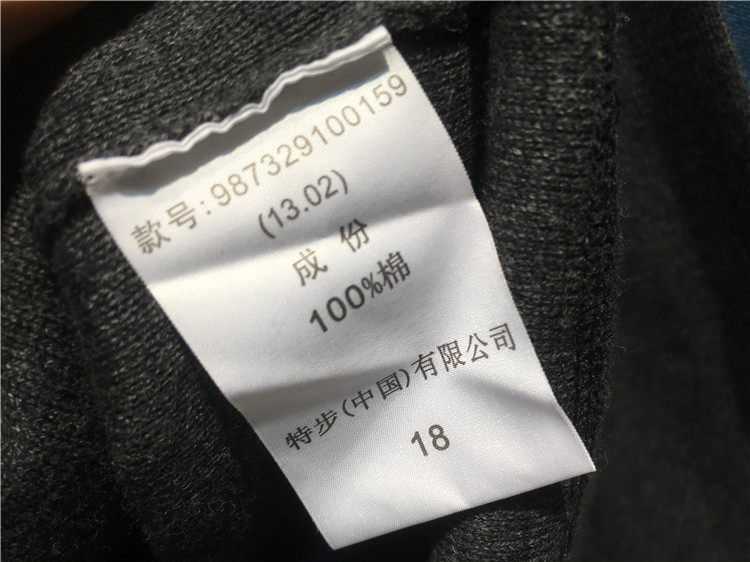 款号:987329100159
(13.02)
成 份
100%棉
特步(中国)有限公司
18